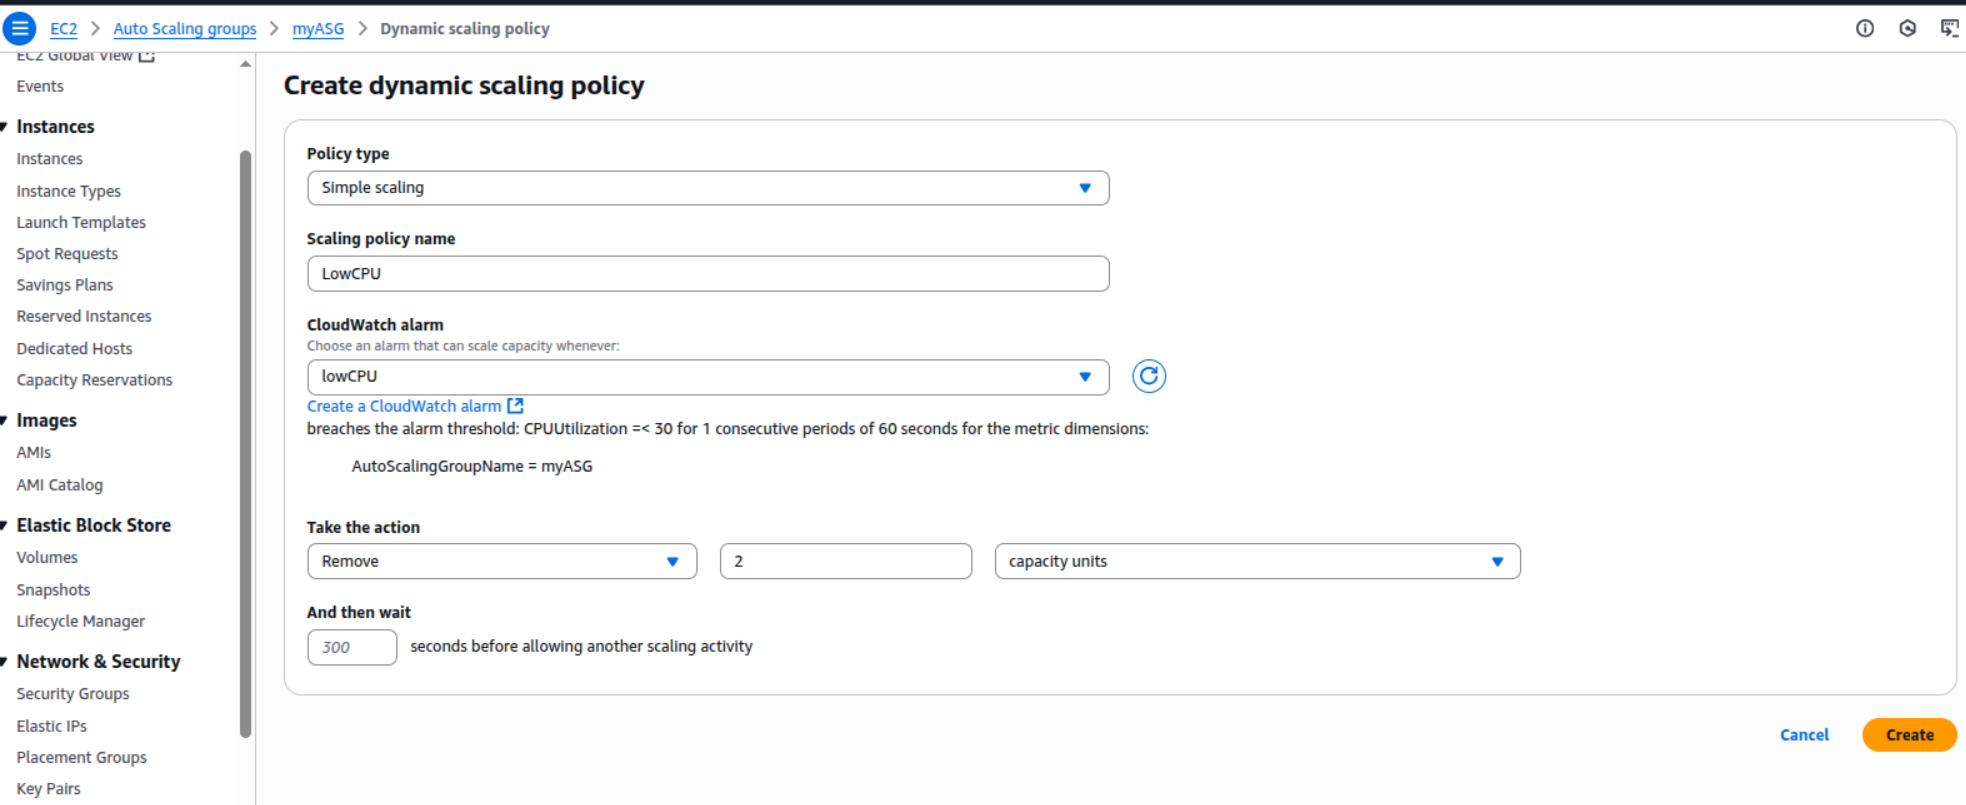 EC2 > Auto Scaling groups > myASG > Dynamic scaling policy
EC2 Global View
Events
Instances
Instances
Instance Types
Launch Templates
Spot Requests
Savings Plans
Reserved Instances
Dedicated Hosts
Capacity Reservations
Images
AMIs
AMI Catalog
Elastic Block Store
Volumes
Snapshots
Lifecycle Manager
Network & Security
Security Groups
Elastic IPs
Placement Groups
Key Pairs
Create dynamic scaling policy
Policy type
Simple scaling
Scaling policy name
LowCPU
CloudWatch alarm
Choose an alarm that can scale capacity whenever:
lowCPU
Create a CloudWatch alarm
breaches the alarm threshold: CPUUtilization =< 30 for 1 consecutive periods of 60 seconds for the metric dimensions:
AutoScalingGroupName = myASG
Take the action
Remove 2 capacity units
And then wait
300 seconds before allowing another scaling activity
Cancel Create